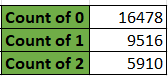 Count of 0 16478
Count of 1 9516
Count of 2 5910